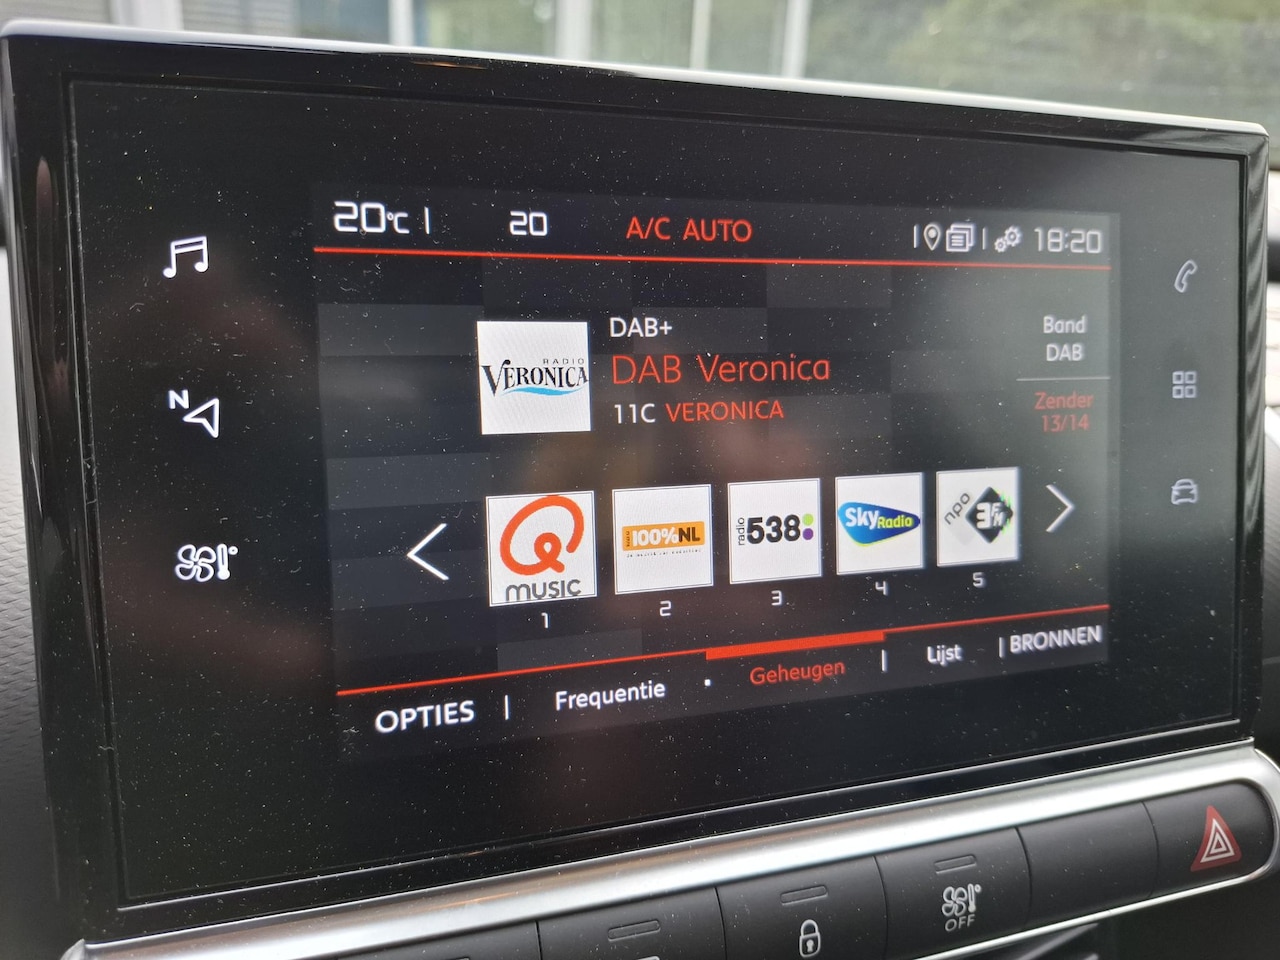 20°C
20
A/C AUTO
18:20
N
RADIO
VERONICA
DAB+
DAB Veronica
11C VERONICA
Band
DAB
Zender
13/14
Q
MUSIC
100%NL
radio
538
Sky Radio
npo
3FM
1
2
3
4
5
OPTIES
Frequentie
Geheugen
Lijst
BRONNEN
OFF